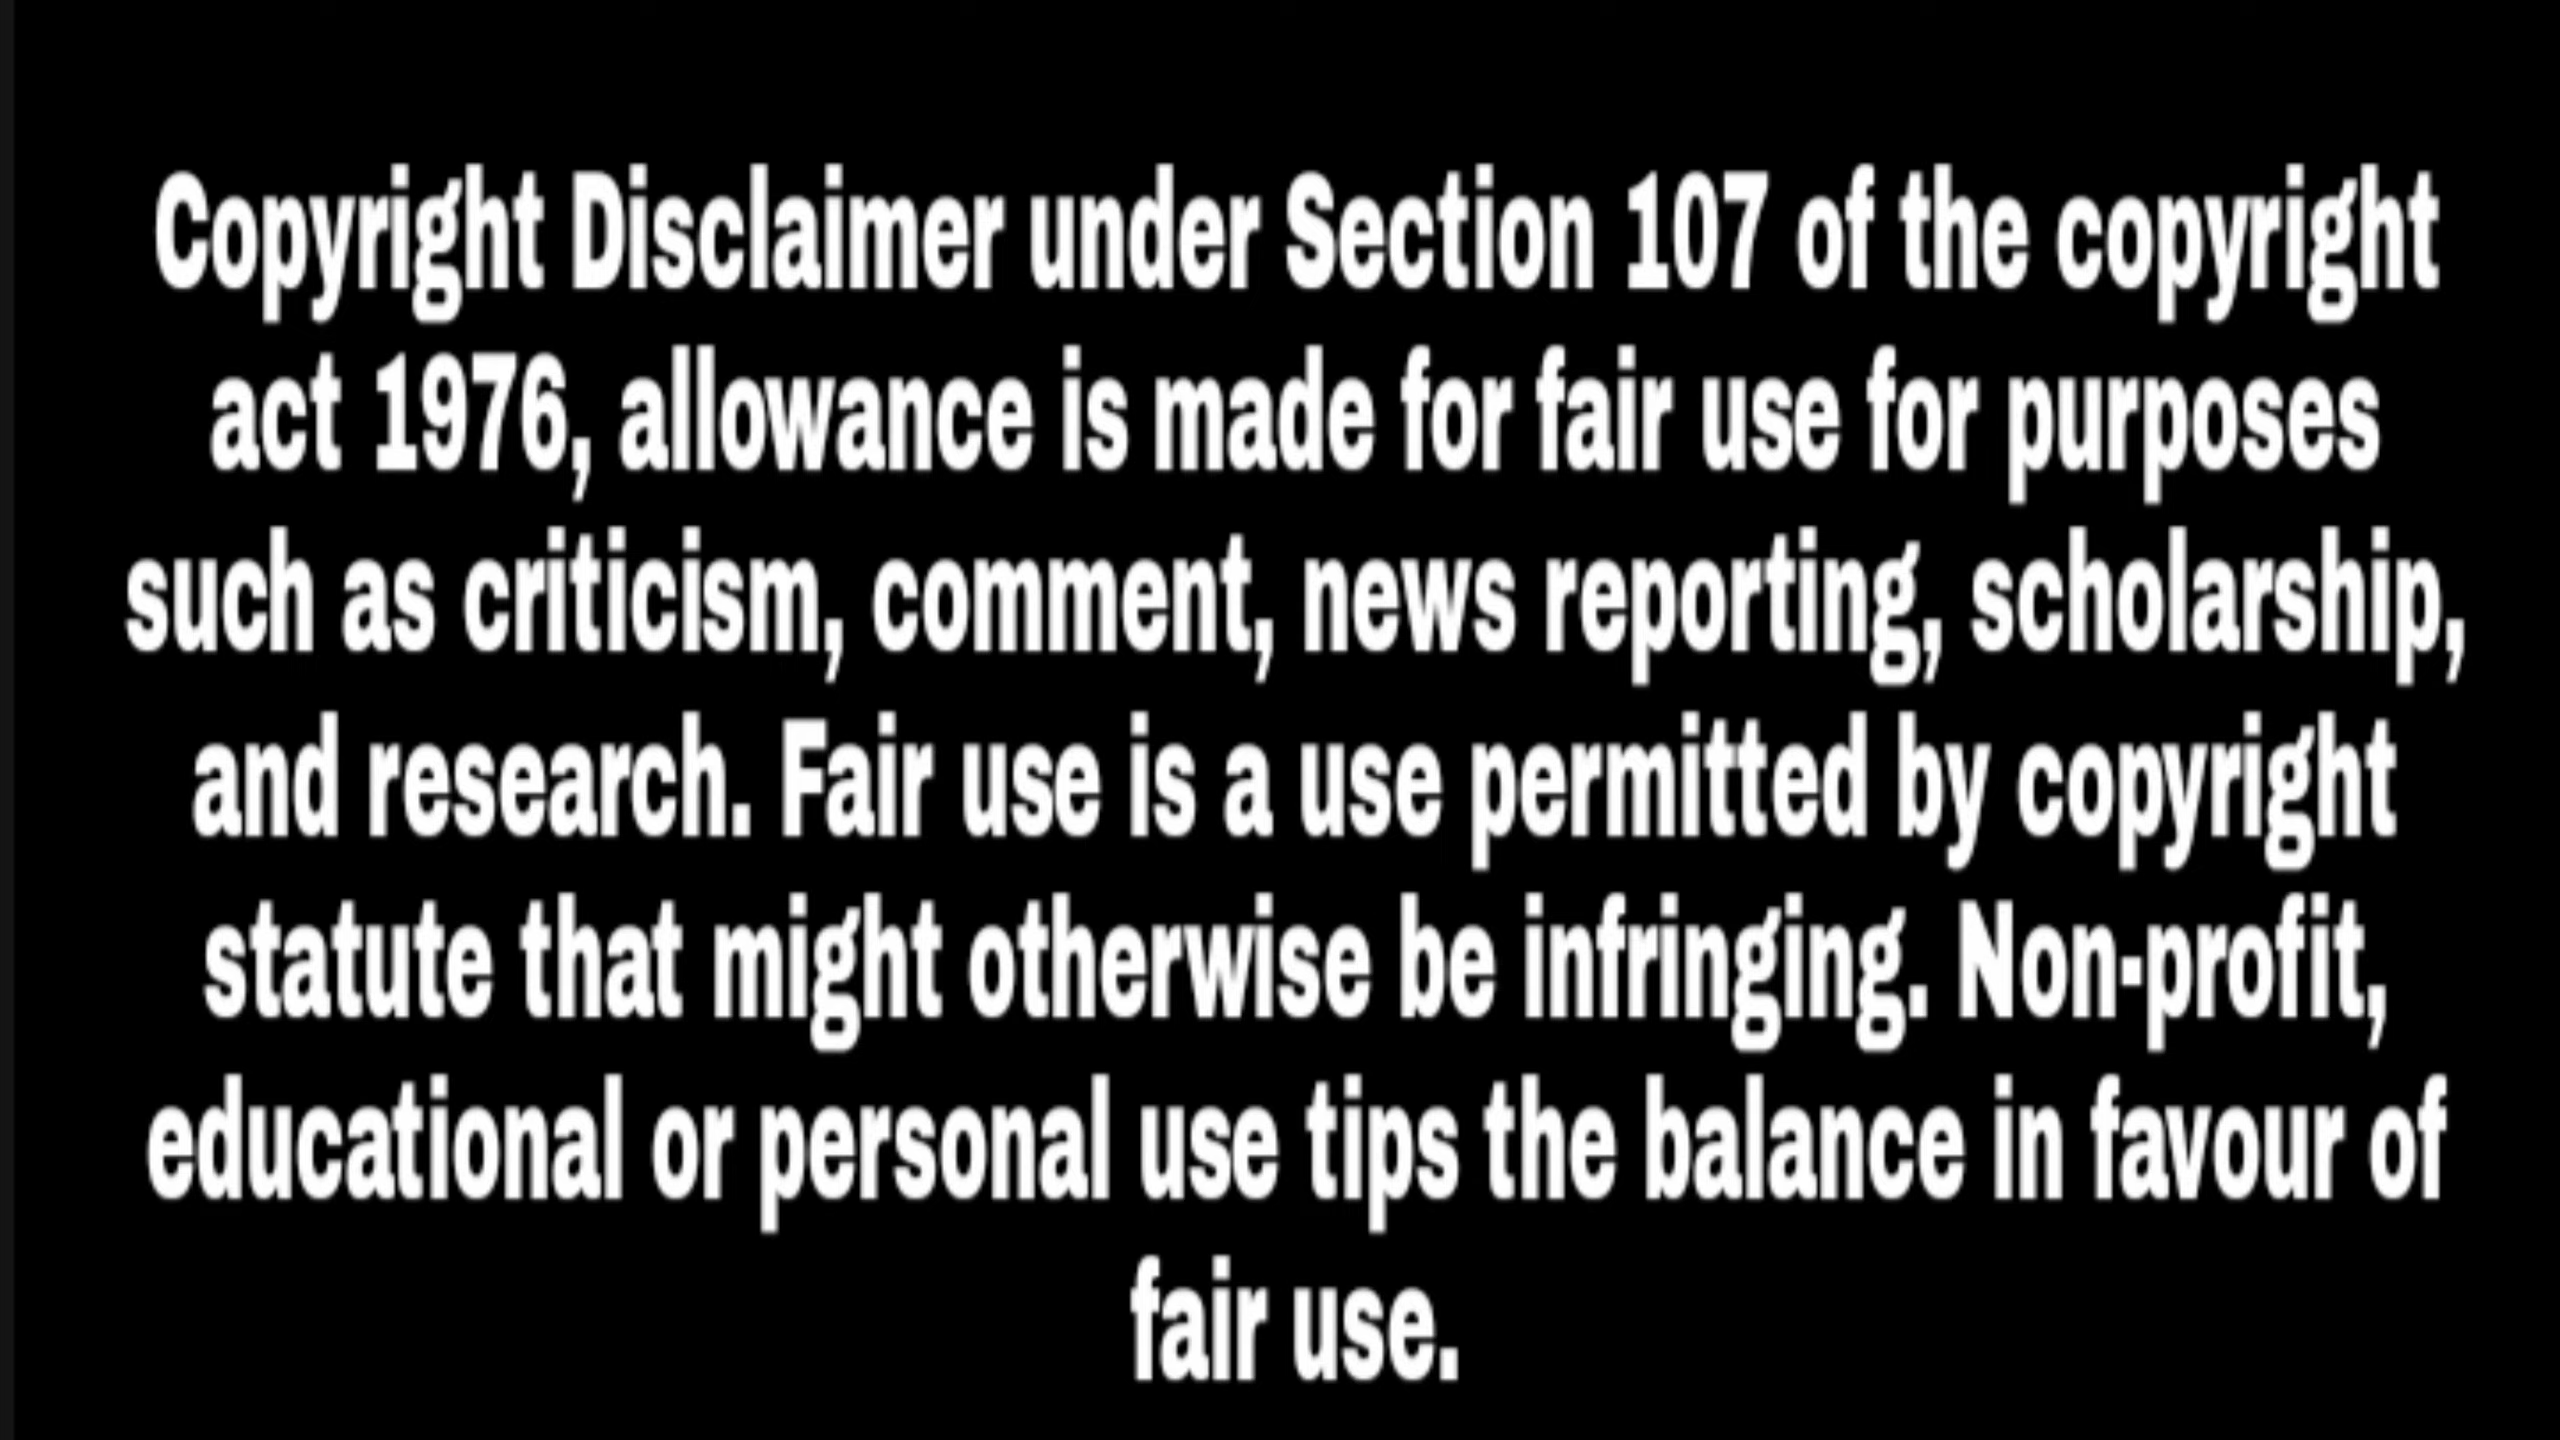 Copyright Disclaimer under Section 107 of the copyright
act 1976, allowance is made for fair use for purposes
such as criticism, comment, news reporting, scholarship,
and research. Fair use is a use permitted by copyright
statute that might otherwise be infringing. Non-profit,
educational or personal use tips the balance in favour of
fair use.